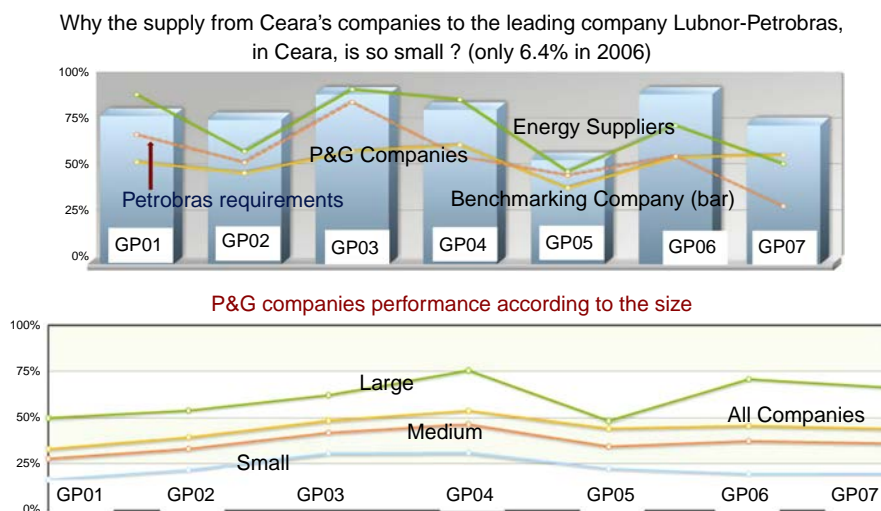 Why the supply from Ceara's companies to the leading company Lubnor-Petrobras,
in Ceara, is so small ? (only 6.4% in 2006)
100%
75%
50%
25%
0%
Energy Suppliers
P&G Companies
Petrobras requirements
Benchmarking Company (bar)
GP01 GP02 GP03 GP04 GP05 GP06 GP07
P&G companies performance according to the size
100%
75%
50%
25%
0%
Large
All Companies
Medium
Small
GP01 GP02 GP03 GP04 GP05 GP06 GP07